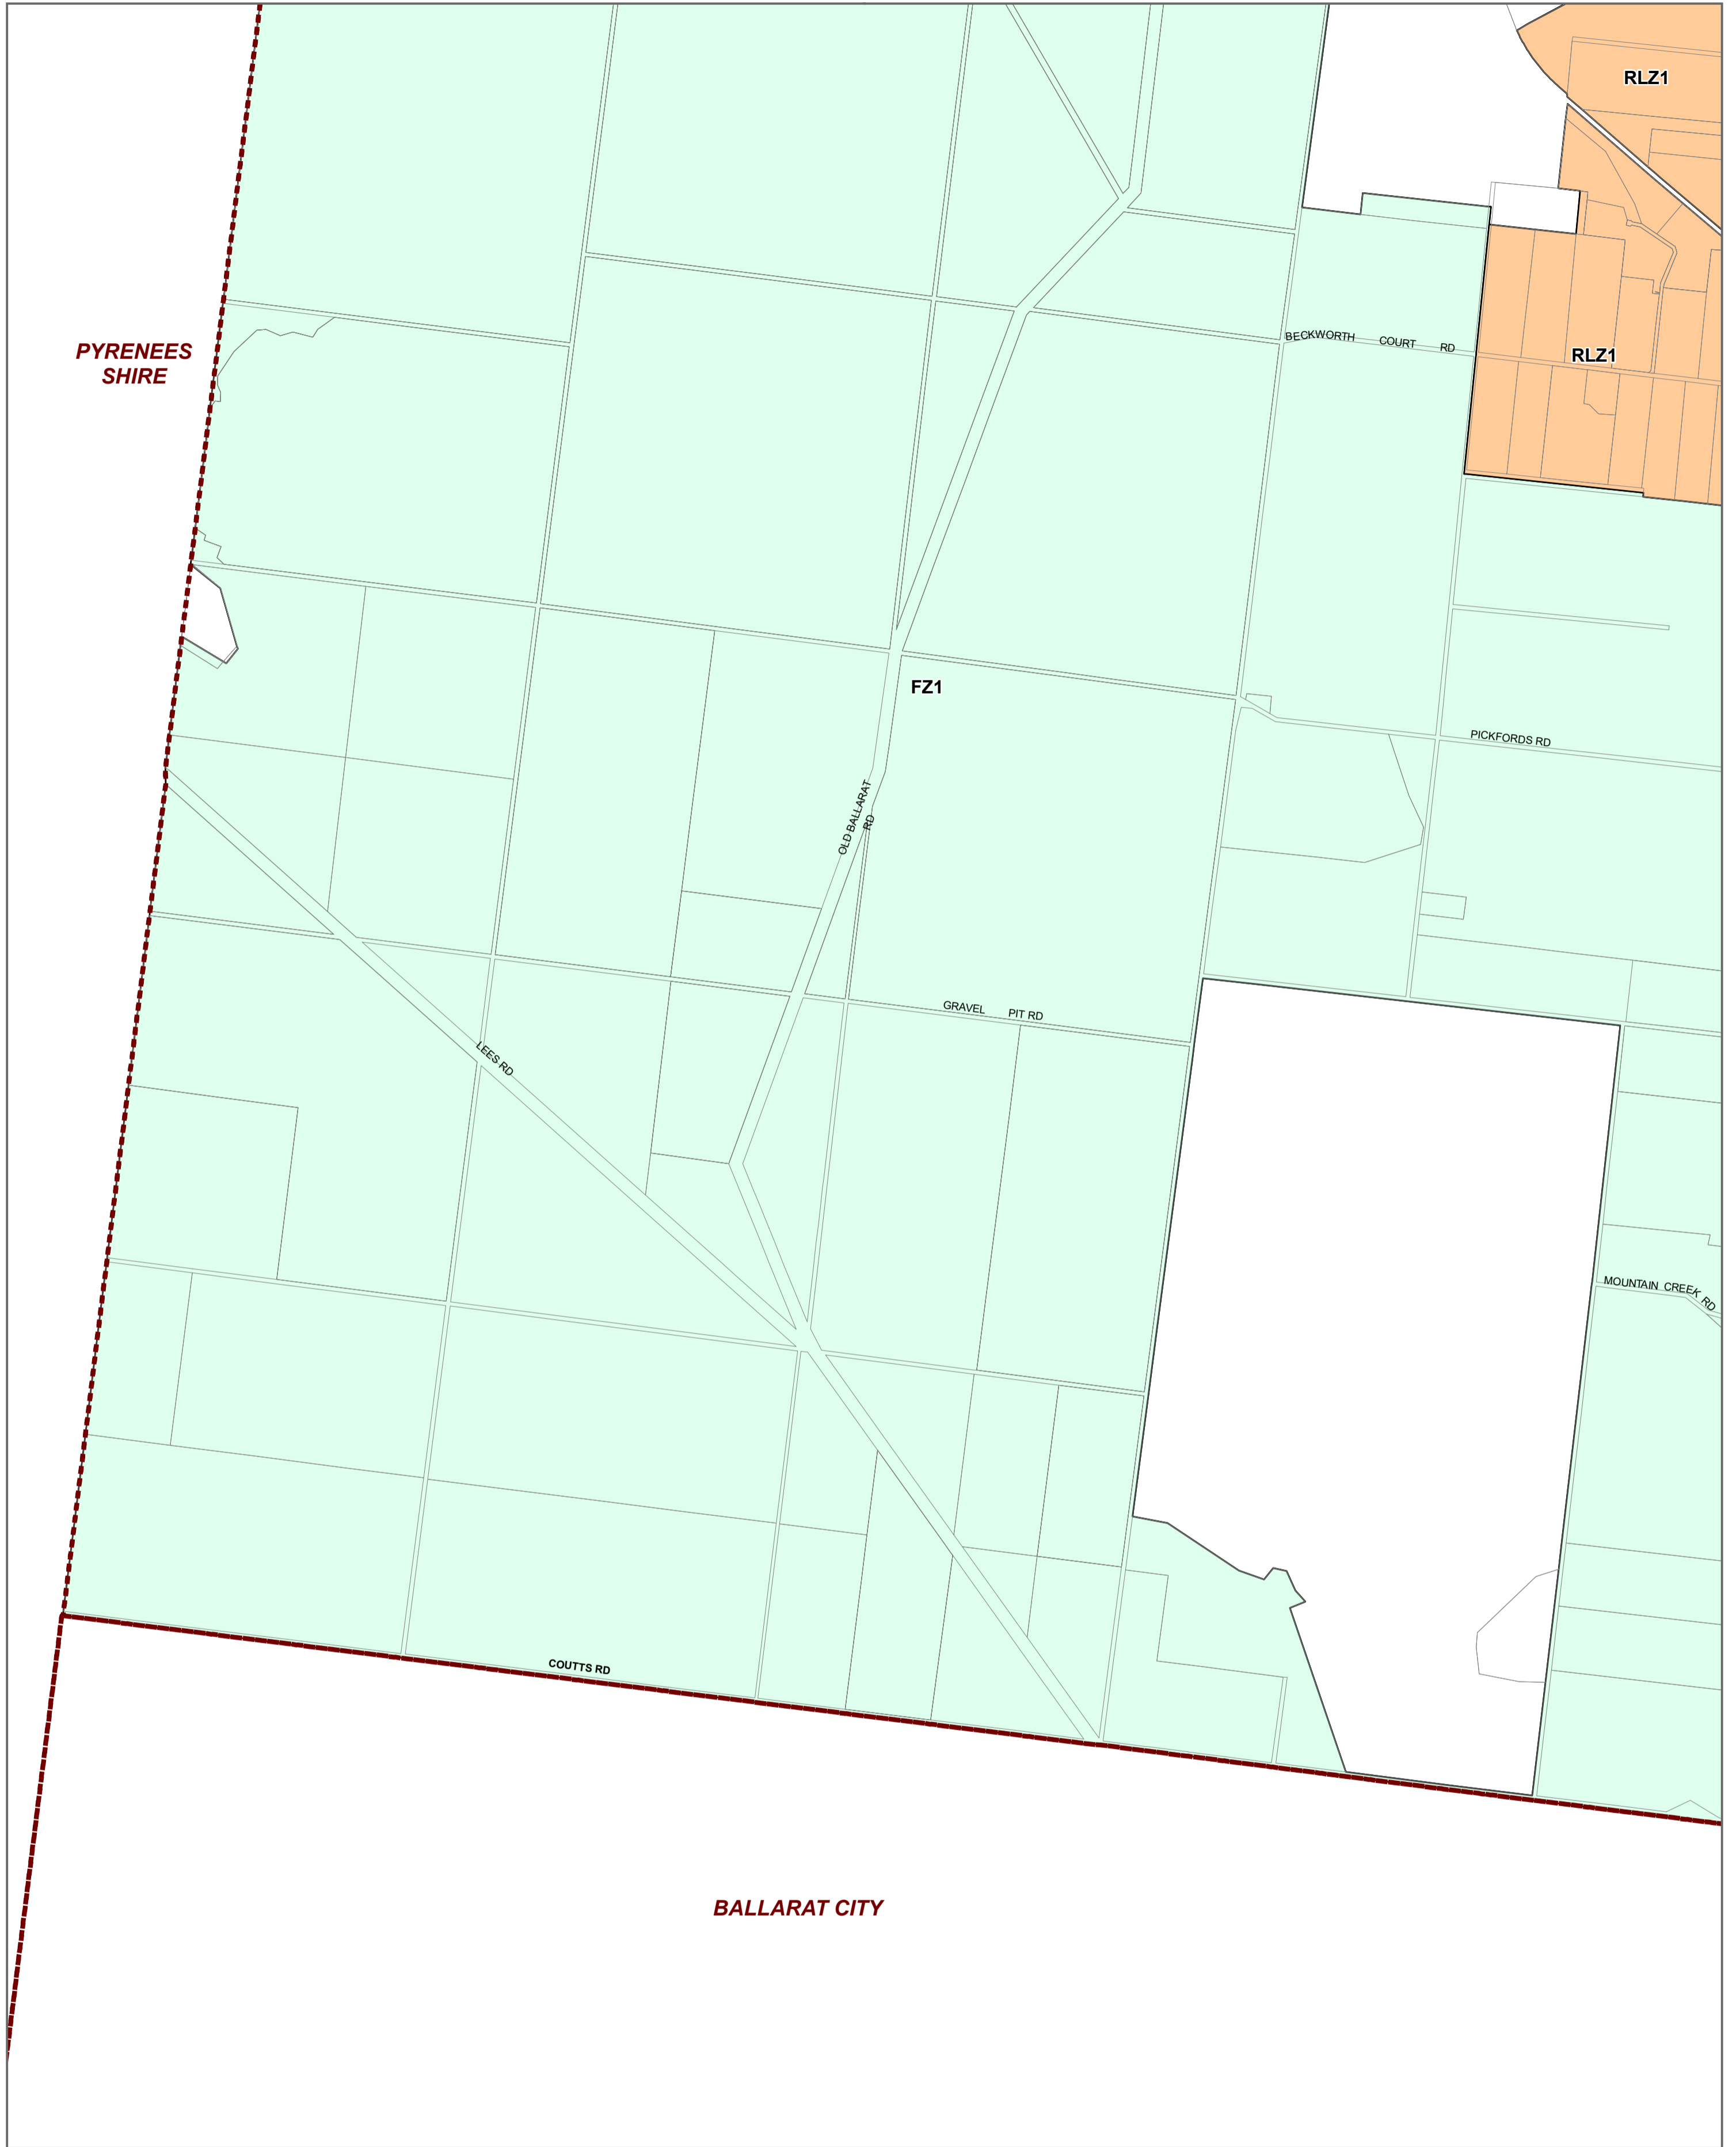 RLZ1
PYRENEES
SHIRE
BECKWORTH COURT RD
RLZ1
FZ1
PICKFORDS RD
OLD BALLARAT
RD
GRAVEL PIT RD
LEES RD
MOUNTAIN CREEK RD
COUTTS RD
BALLARAT CITY